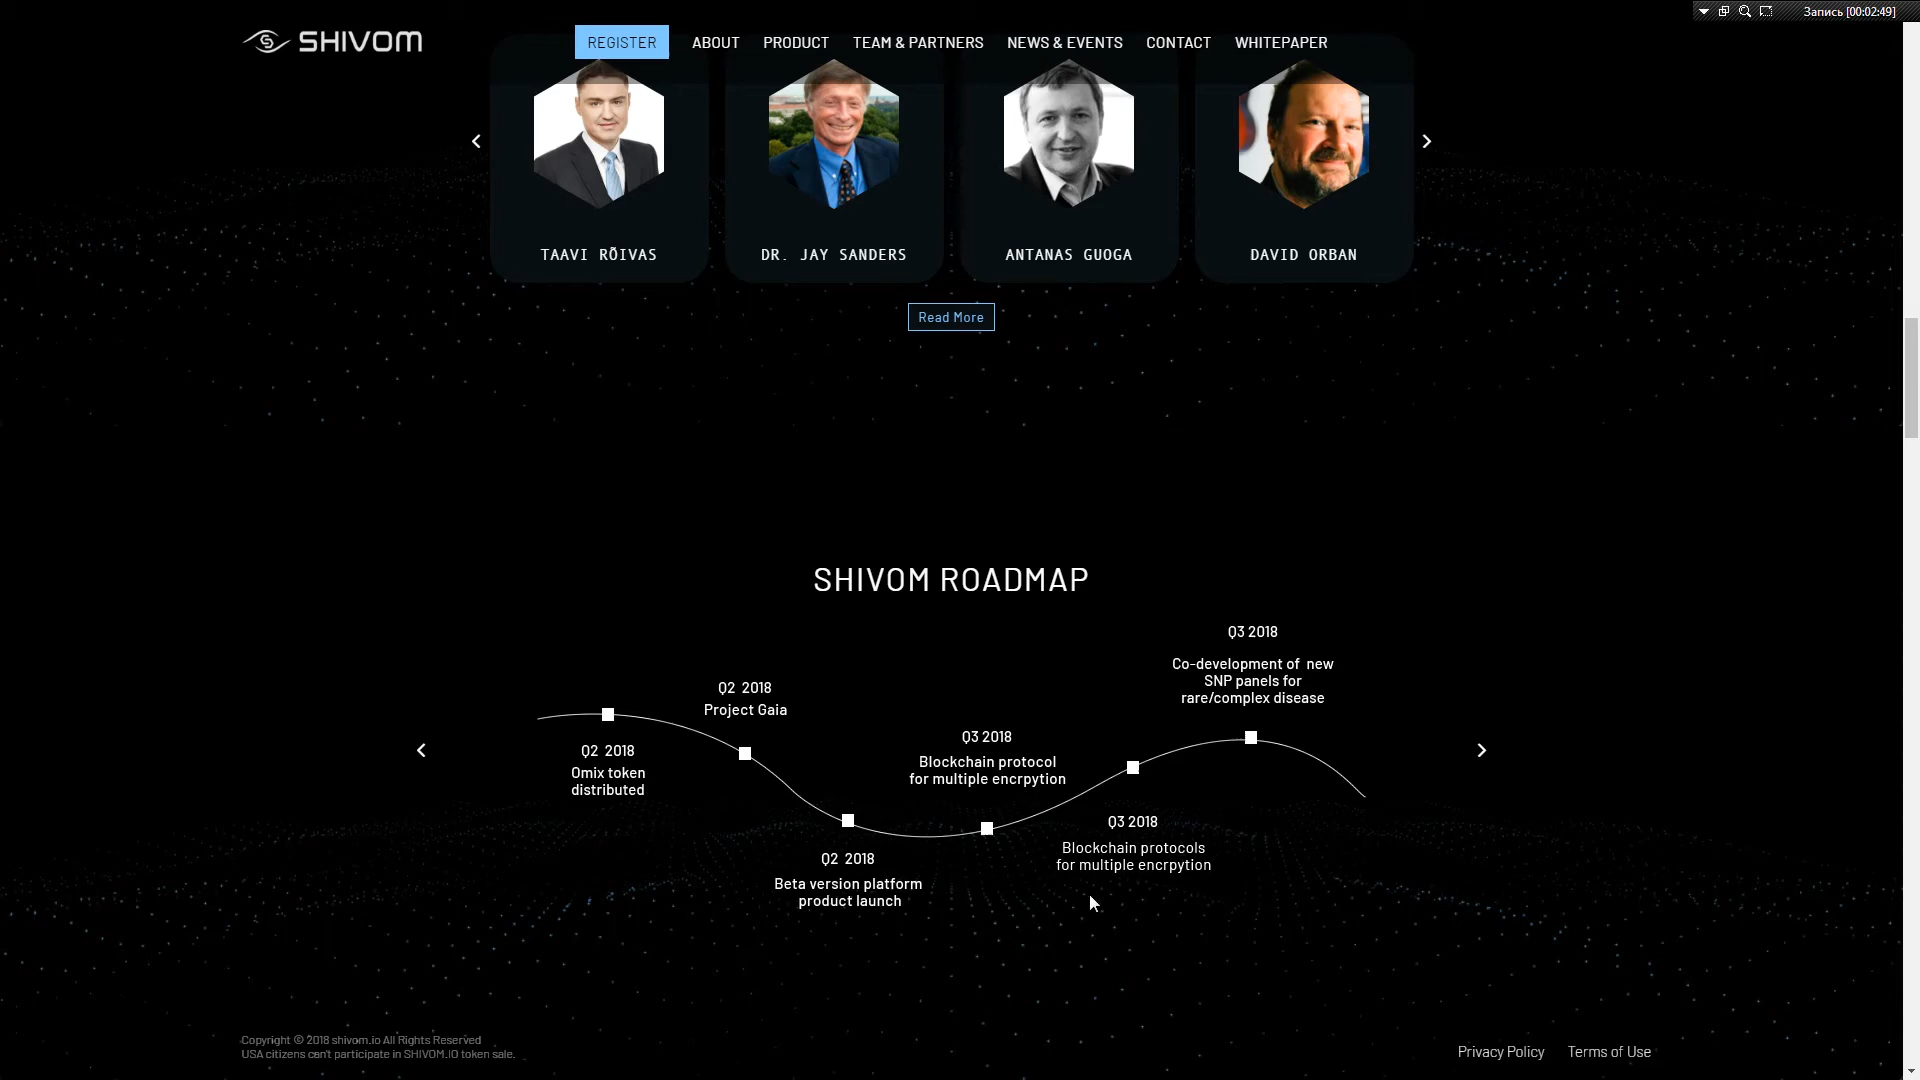 Запись [00:02:49]
SHIVOM
REGISTER ABOUT PRODUCT TEAM & PARTNERS NEWS & EVENTS CONTACT WHITEPAPER
TAAVI RÕIVAS
DR. JAY SANDERS
ANTANAS GUOGA
DAVID ORBAN
Read More
SHIVOM ROADMAP
Q2 2018
Omix token
distributed
Q2 2018
Project Gaia
Q2 2018
Beta version platform
product launch
Q3 2018
Blockchain protocol
for multiple encrpytion
Q3 2018
Blockchain protocols
for multiple encrpytion
Q3 2018
Co-development of new
SNP panels for
rare/complex disease
Copyright © 2018 shivom.io All Rights Reserved
USA citizens can't participate in SHIVOM.IO token sale.
Privacy Policy Terms of Use